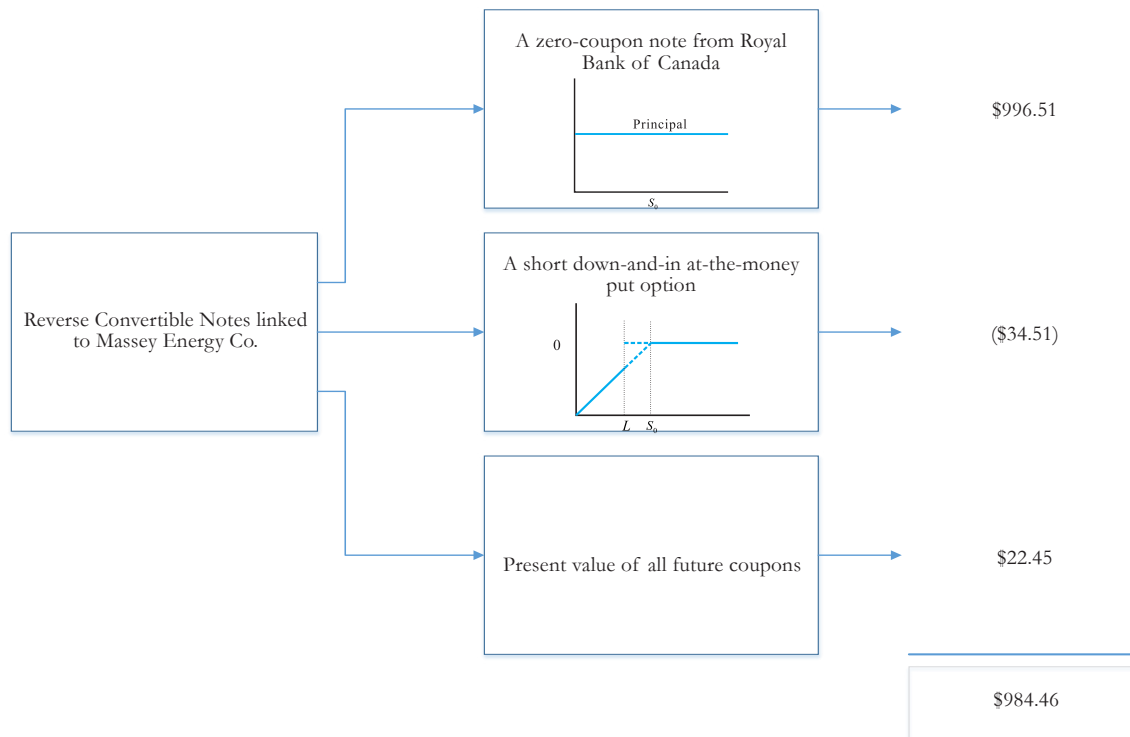 A zero-coupon note from Royal
Bank of Canada
Principal
S₀
$996.51
Reverse Convertible Notes linked
to Massey Energy Co.
A short down-and-in at-the-money
put option
0
L S₀
($34.51)
Present value of all future coupons
$22.45
$984.46